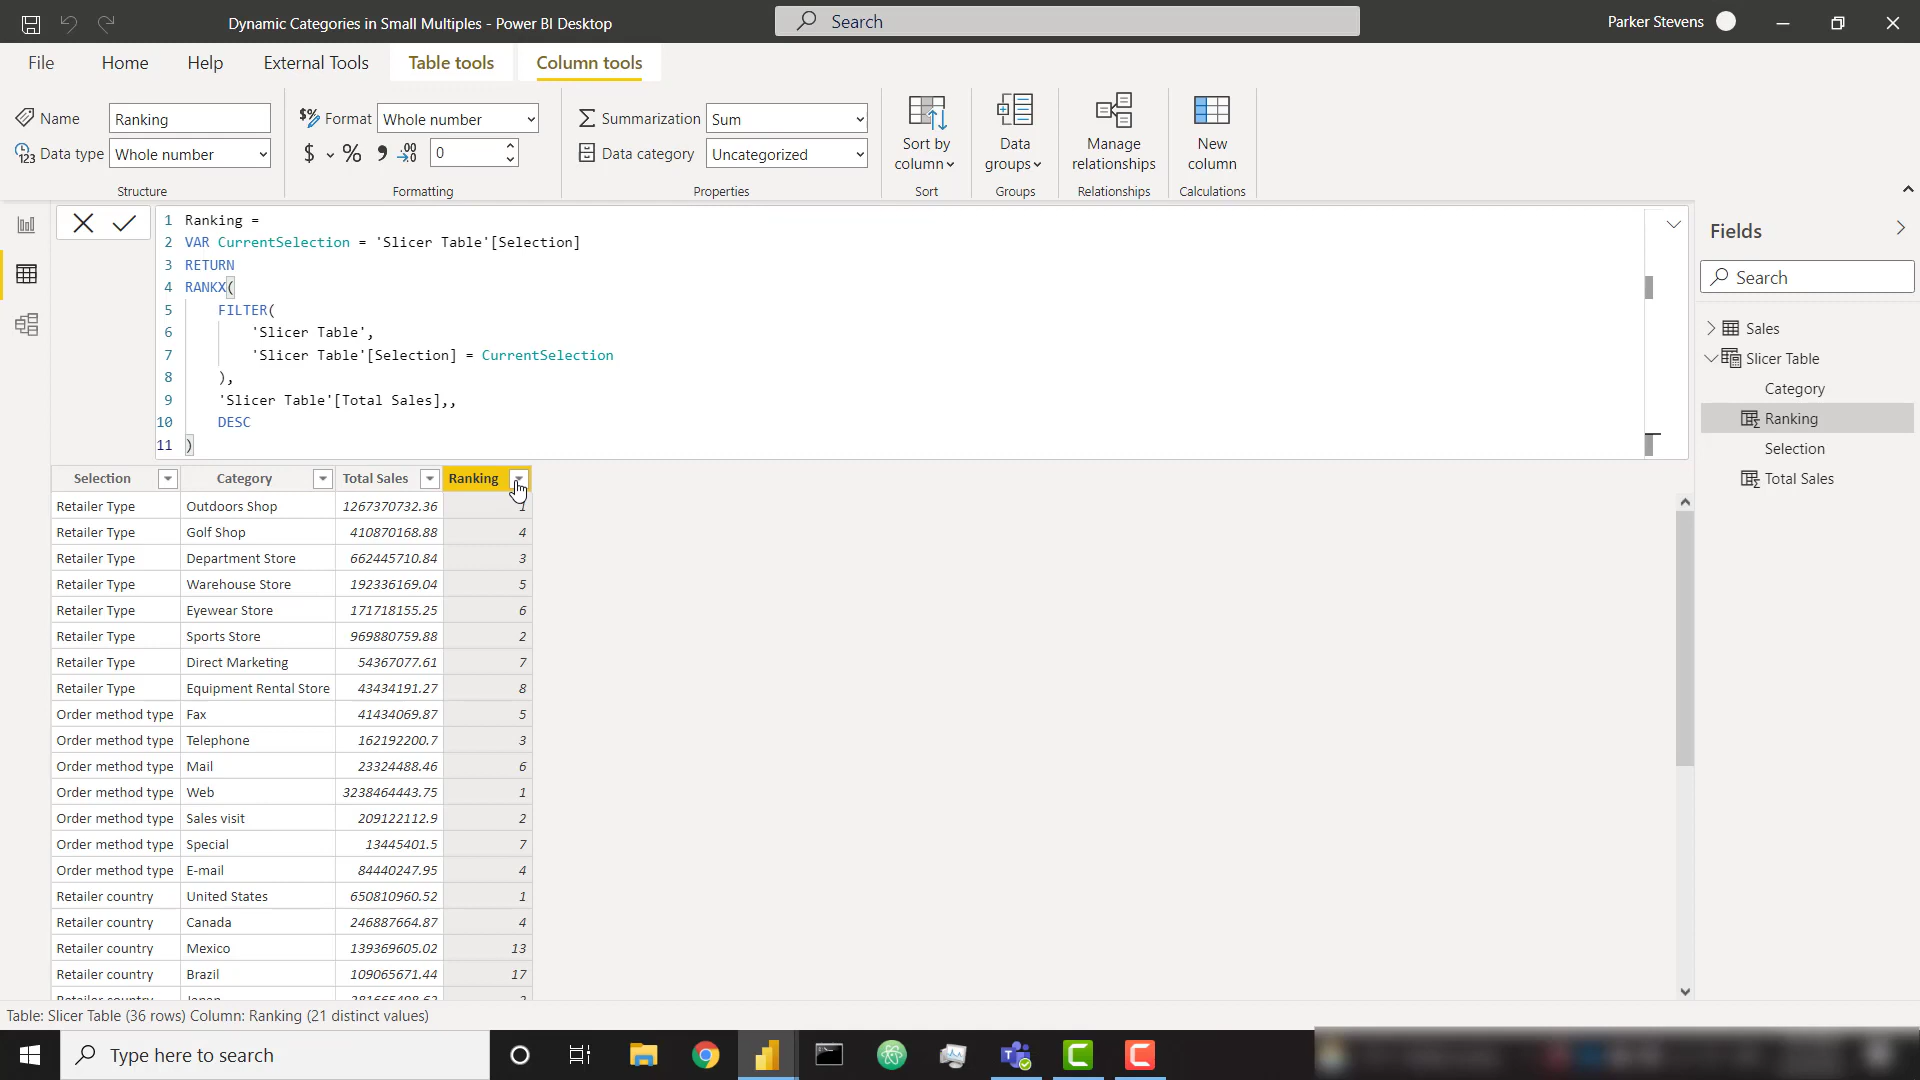 Dynamic Categories in Small Multiples - Power BI Desktop
Search
Parker Stevens
File
Home
Help
External Tools
Table tools
Column tools
Name
Ranking
Data type
Whole number
Structure
Format
Whole number
$
%
0
Formatting
Summarization
Sum
Data category
Uncategorized
Properties
Sort by
column
Sort
Data
groups
Groups
Manage
relationships
Relationships
New
column
Calculations
1 Ranking =
2 VAR CurrentSelection = 'Slicer Table'[Selection]
3 RETURN
4 RANKX(
5 FILTER(
6 'Slicer Table',
7 'Slicer Table'[Selection] = CurrentSelection
8 ),
9 'Slicer Table'[Total Sales],,
10 DESC
11 )
Fields
Search
Sales
Slicer Table
Category
Ranking
Selection
Total Sales
Selection Category Total Sales Ranking
Retailer Type Outdoors Shop 1267370732.36 1
Retailer Type Golf Shop 410870168.88 4
Retailer Type Department Store 662445710.84 3
Retailer Type Warehouse Store 192336169.04 5
Retailer Type Eyewear Store 171718155.25 6
Retailer Type Sports Store 969880759.88 2
Retailer Type Direct Marketing 54367077.61 7
Retailer Type Equipment Rental Store 43434191.27 8
Order method type Fax 41434069.87 5
Order method type Telephone 162192200.7 3
Order method type Mail 23324488.46 6
Order method type Web 3238464443.75 1
Order method type Sales visit 209122112.9 2
Order method type Special 13445401.5 7
Order method type E-mail 84440247.95 4
Retailer country United States 650810960.52 1
Retailer country Canada 246887664.87 4
Retailer country Mexico 139369605.02 13
Retailer country Brazil 109065671.44 17
Table: Slicer Table (36 rows) Column: Ranking (21 distinct values)
Type here to search